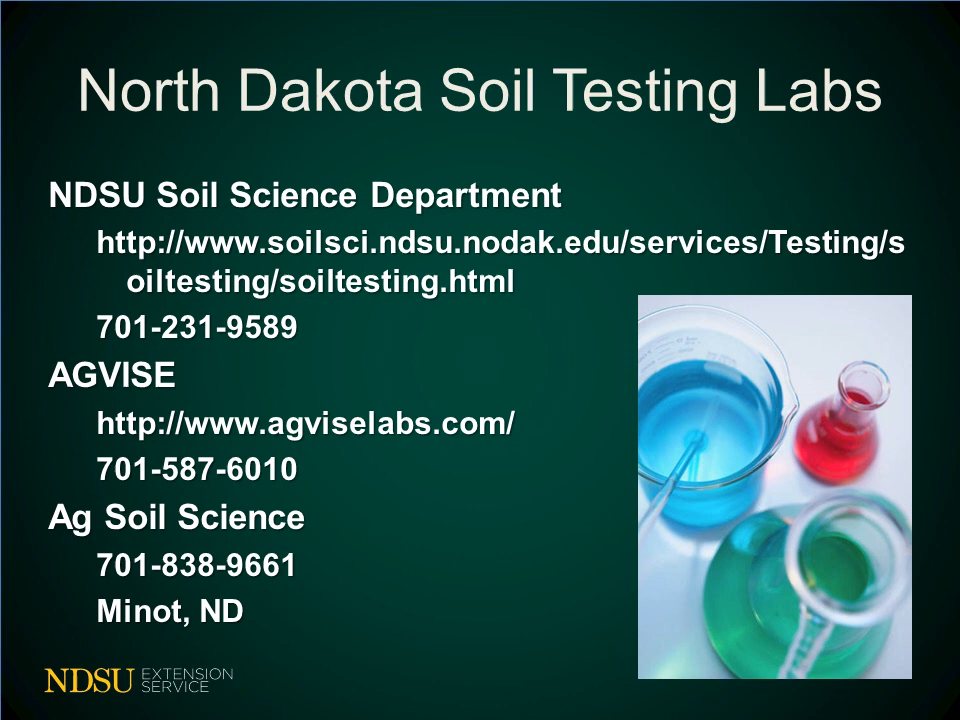 North Dakota Soil Testing Labs
NDSU Soil Science Department
http://www.soilsci.ndsu.nodak.edu/services/Testing/s
oiltesting/soiltesting.html
701-231-9589
AGVISE
http://www.agviselabs.com/
701-587-6010
Ag Soil Science
701-838-9661
Minot, ND
NDSU EXTENSION
SERVICE